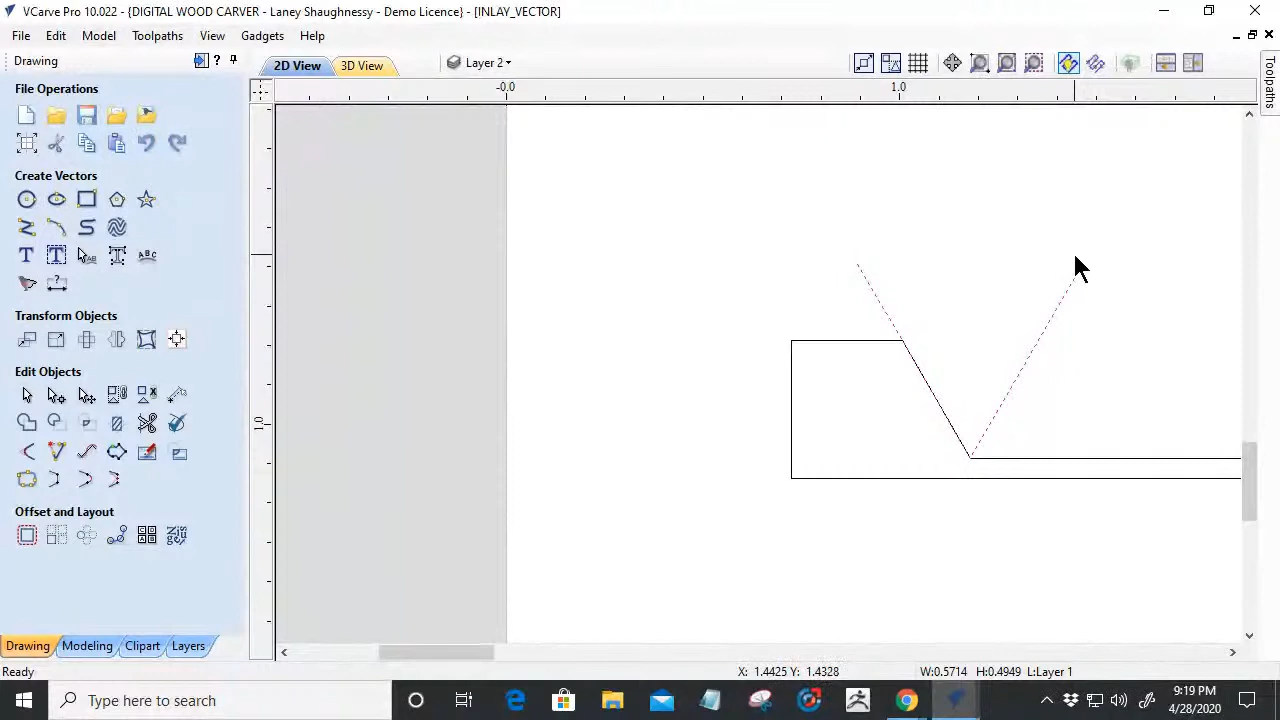 VCarve Pro 10.022 - {DIGITAL WOOD CARVER - Laney Shaughnessy - Demo Licence} - [INLAY_VECTOR]
File Edit Model Toolpaths View Gadgets Help
Drawing
2D View
3D View
Layer 2
Toolpaths
File Operations
-0.0
1.0
Create Vectors
Transform Objects
Edit Objects
1.0
Offset and Layout
Drawing Modeling Clipart Layers
Ready
X: 1.4425 Y: 1.4328
W:0.5714 H:0.4949 L:Layer 1
Type here to search
9:19 PM
4/28/2020